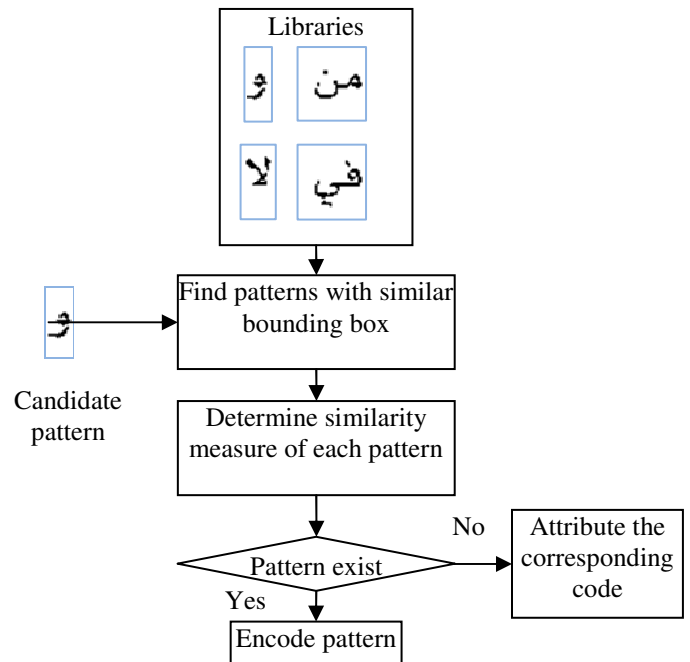 Libraries
و من
لا في
Find patterns with similar
bounding box
و
Candidate
pattern
Determine similarity
measure of each pattern
No
Attribute the
corresponding
code
Pattern exist
Yes
Encode pattern